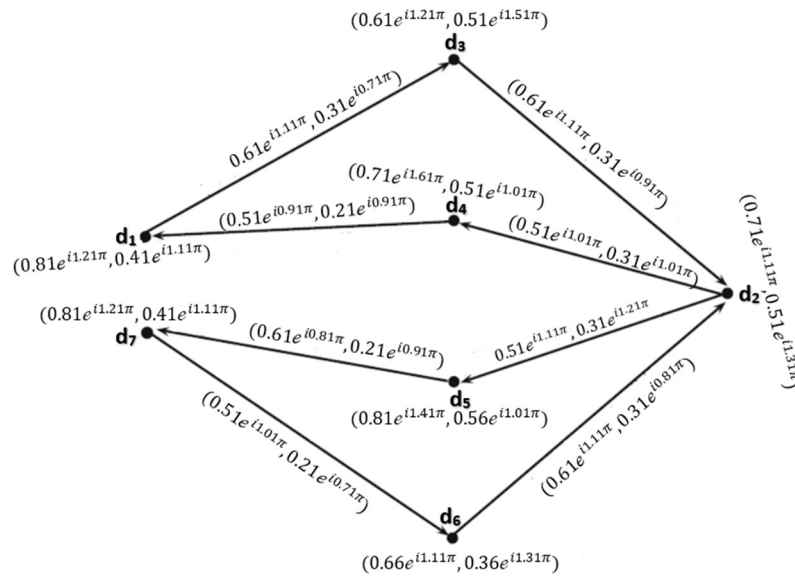 (0.61e^{i1.21π}, 0.51e^{i1.51π})
d₃
0.61e^{i1.11π}, 0.31e^{i0.71π})
(0.61e^{i1.11π}, 0.31e^{i0.91π})
(0.71e^{i1.61π}, 0.51e^{i1.01π})
d₄
(0.51e^{i0.91π}, 0.21e^{i0.91π})
(0.51e^{i1.01π}, 0.31e^{i1.01π})
d₁
(0.81e^{i1.21π}, 0.41e^{i1.11π})
d₂
(0.71e^{i1.11π}, 0.51e^{i1.31π})
(0.81e^{i1.21π}, 0.41e^{i1.11π})
d₇
(0.61e^{i0.81π}, 0.21e^{i0.91π})
0.51e^{i1.11π}, 0.31e^{i1.21π}
d₅
(0.81e^{i1.41π}, 0.56e^{i1.01π})
(0.51e^{i1.01π}, 0.21e^{i0.71π})
(0.61e^{i1.11π}, 0.31e^{i0.81π})
d₆
(0.66e^{i1.11π}, 0.36e^{i1.31π})